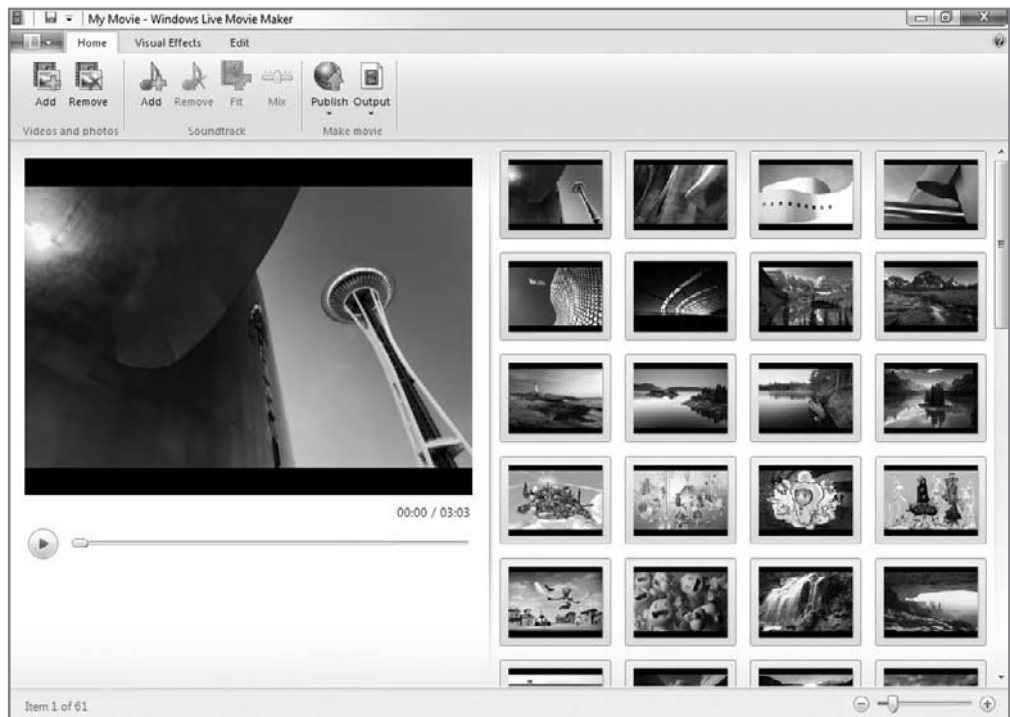 My Movie - Windows Live Movie Maker
Home Visual Effects Edit
Add Remove Add Remove Fit Mix Publish Output
Videos and photos Soundtrack Make movie
00:00 / 03:03
Item 1 of 61